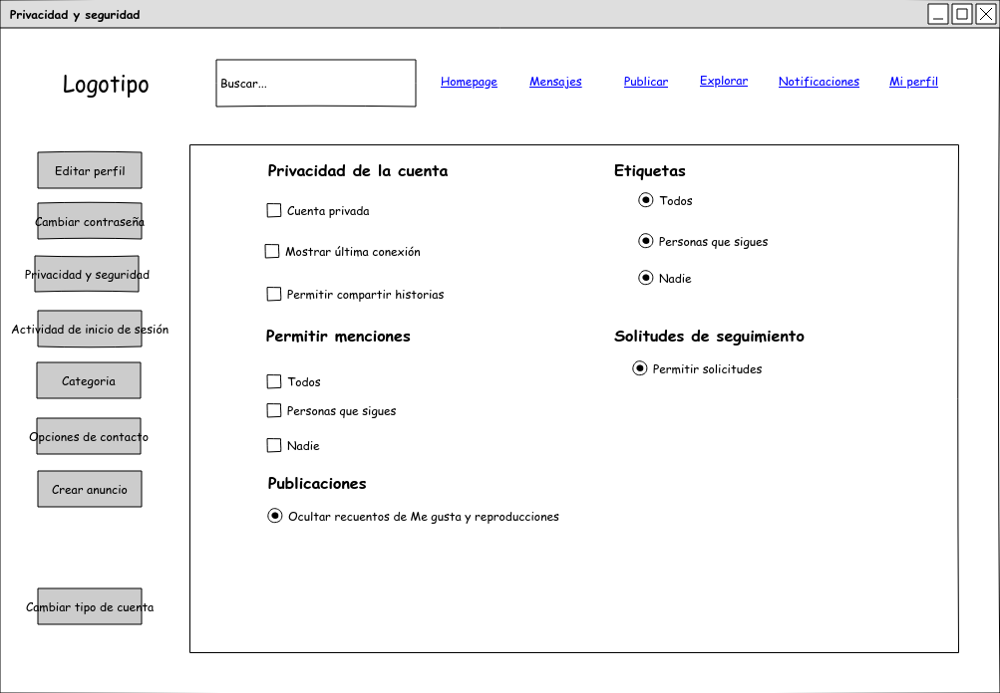 Privacidad y seguridad
Logotipo
Buscar...
Homepage
Mensajes
Publicar
Explorar
Notificaciones
Mi perfil
Editar perfil
Cambiar contraseña
Privacidad y seguridad
Actividad de inicio de sesión
Categoria
Opciones de contacto
Crear anuncio
Cambiar tipo de cuenta
Privacidad de la cuenta
Cuenta privada
Mostrar última conexión
Permitir compartir historias
Permitir menciones
Todos
Personas que sigues
Nadie
Publicaciones
Ocultar recuentos de Me gusta y reproducciones
Etiquetas
Todos
Personas que sigues
Nadie
Solitudes de seguimiento
Permitir solicitudes